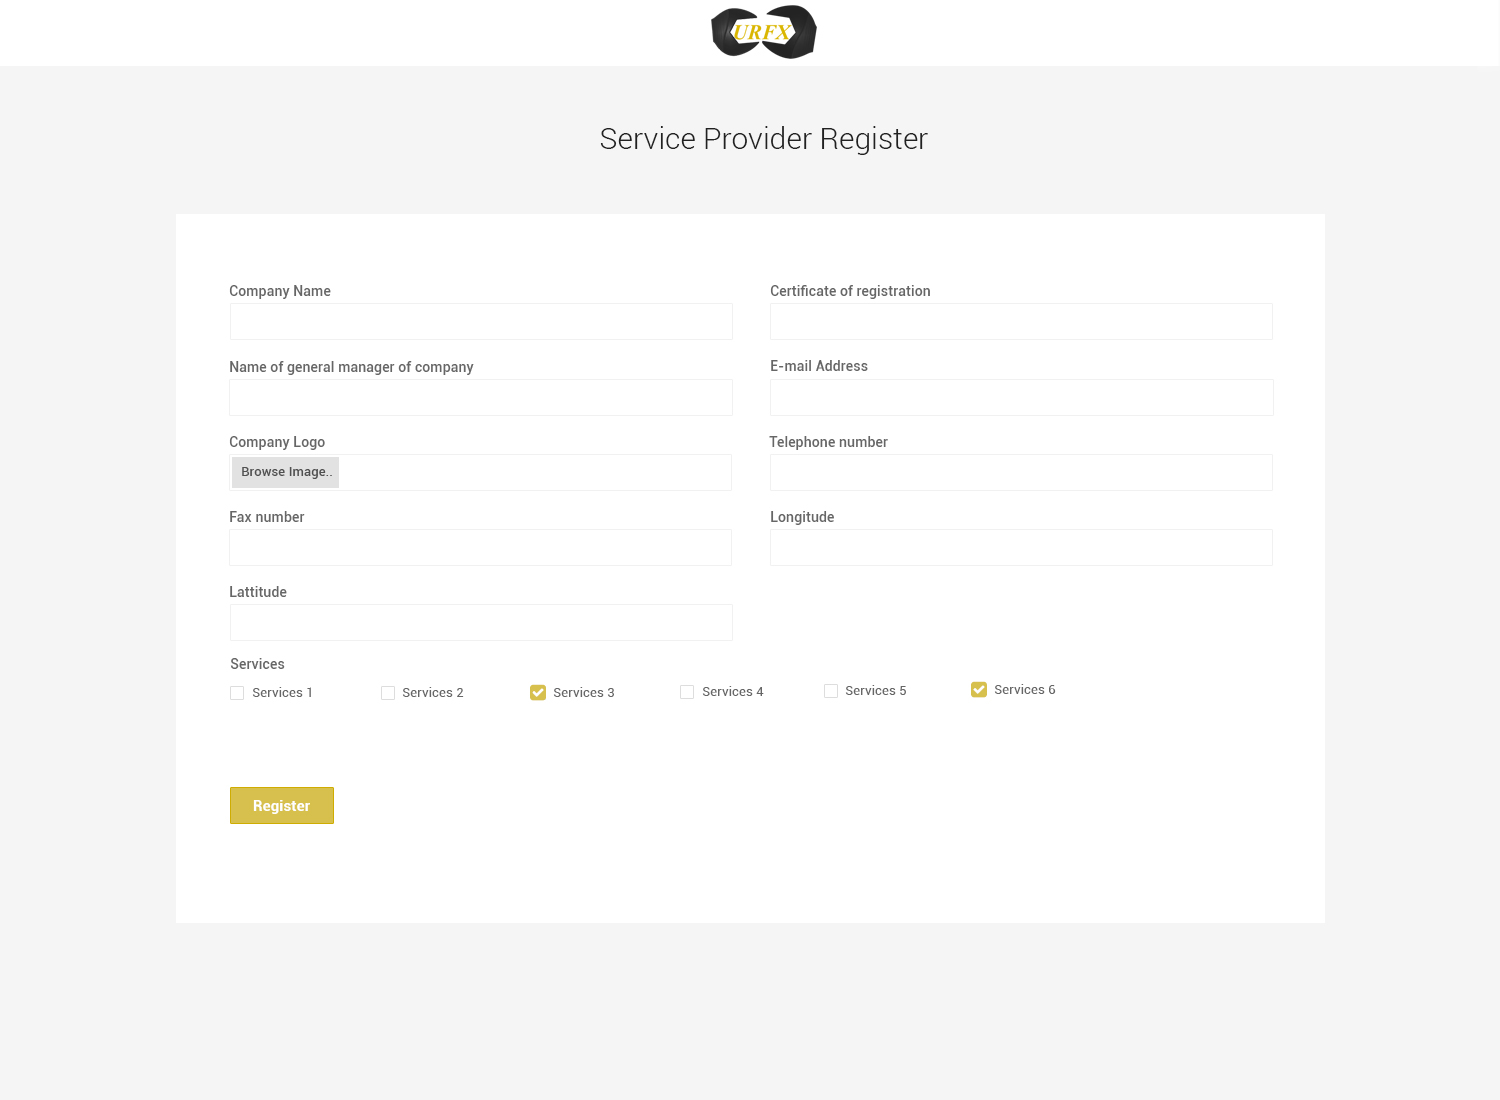 URFX
Service Provider Register
Company Name
Certificate of registration
Name of general manager of company
E-mail Address
Company Logo
Browse Image..
Telephone number
Fax number
Longitude
Lattitude
Services
Services 1
Services 2
Services 3
Services 4
Services 5
Services 6
Register